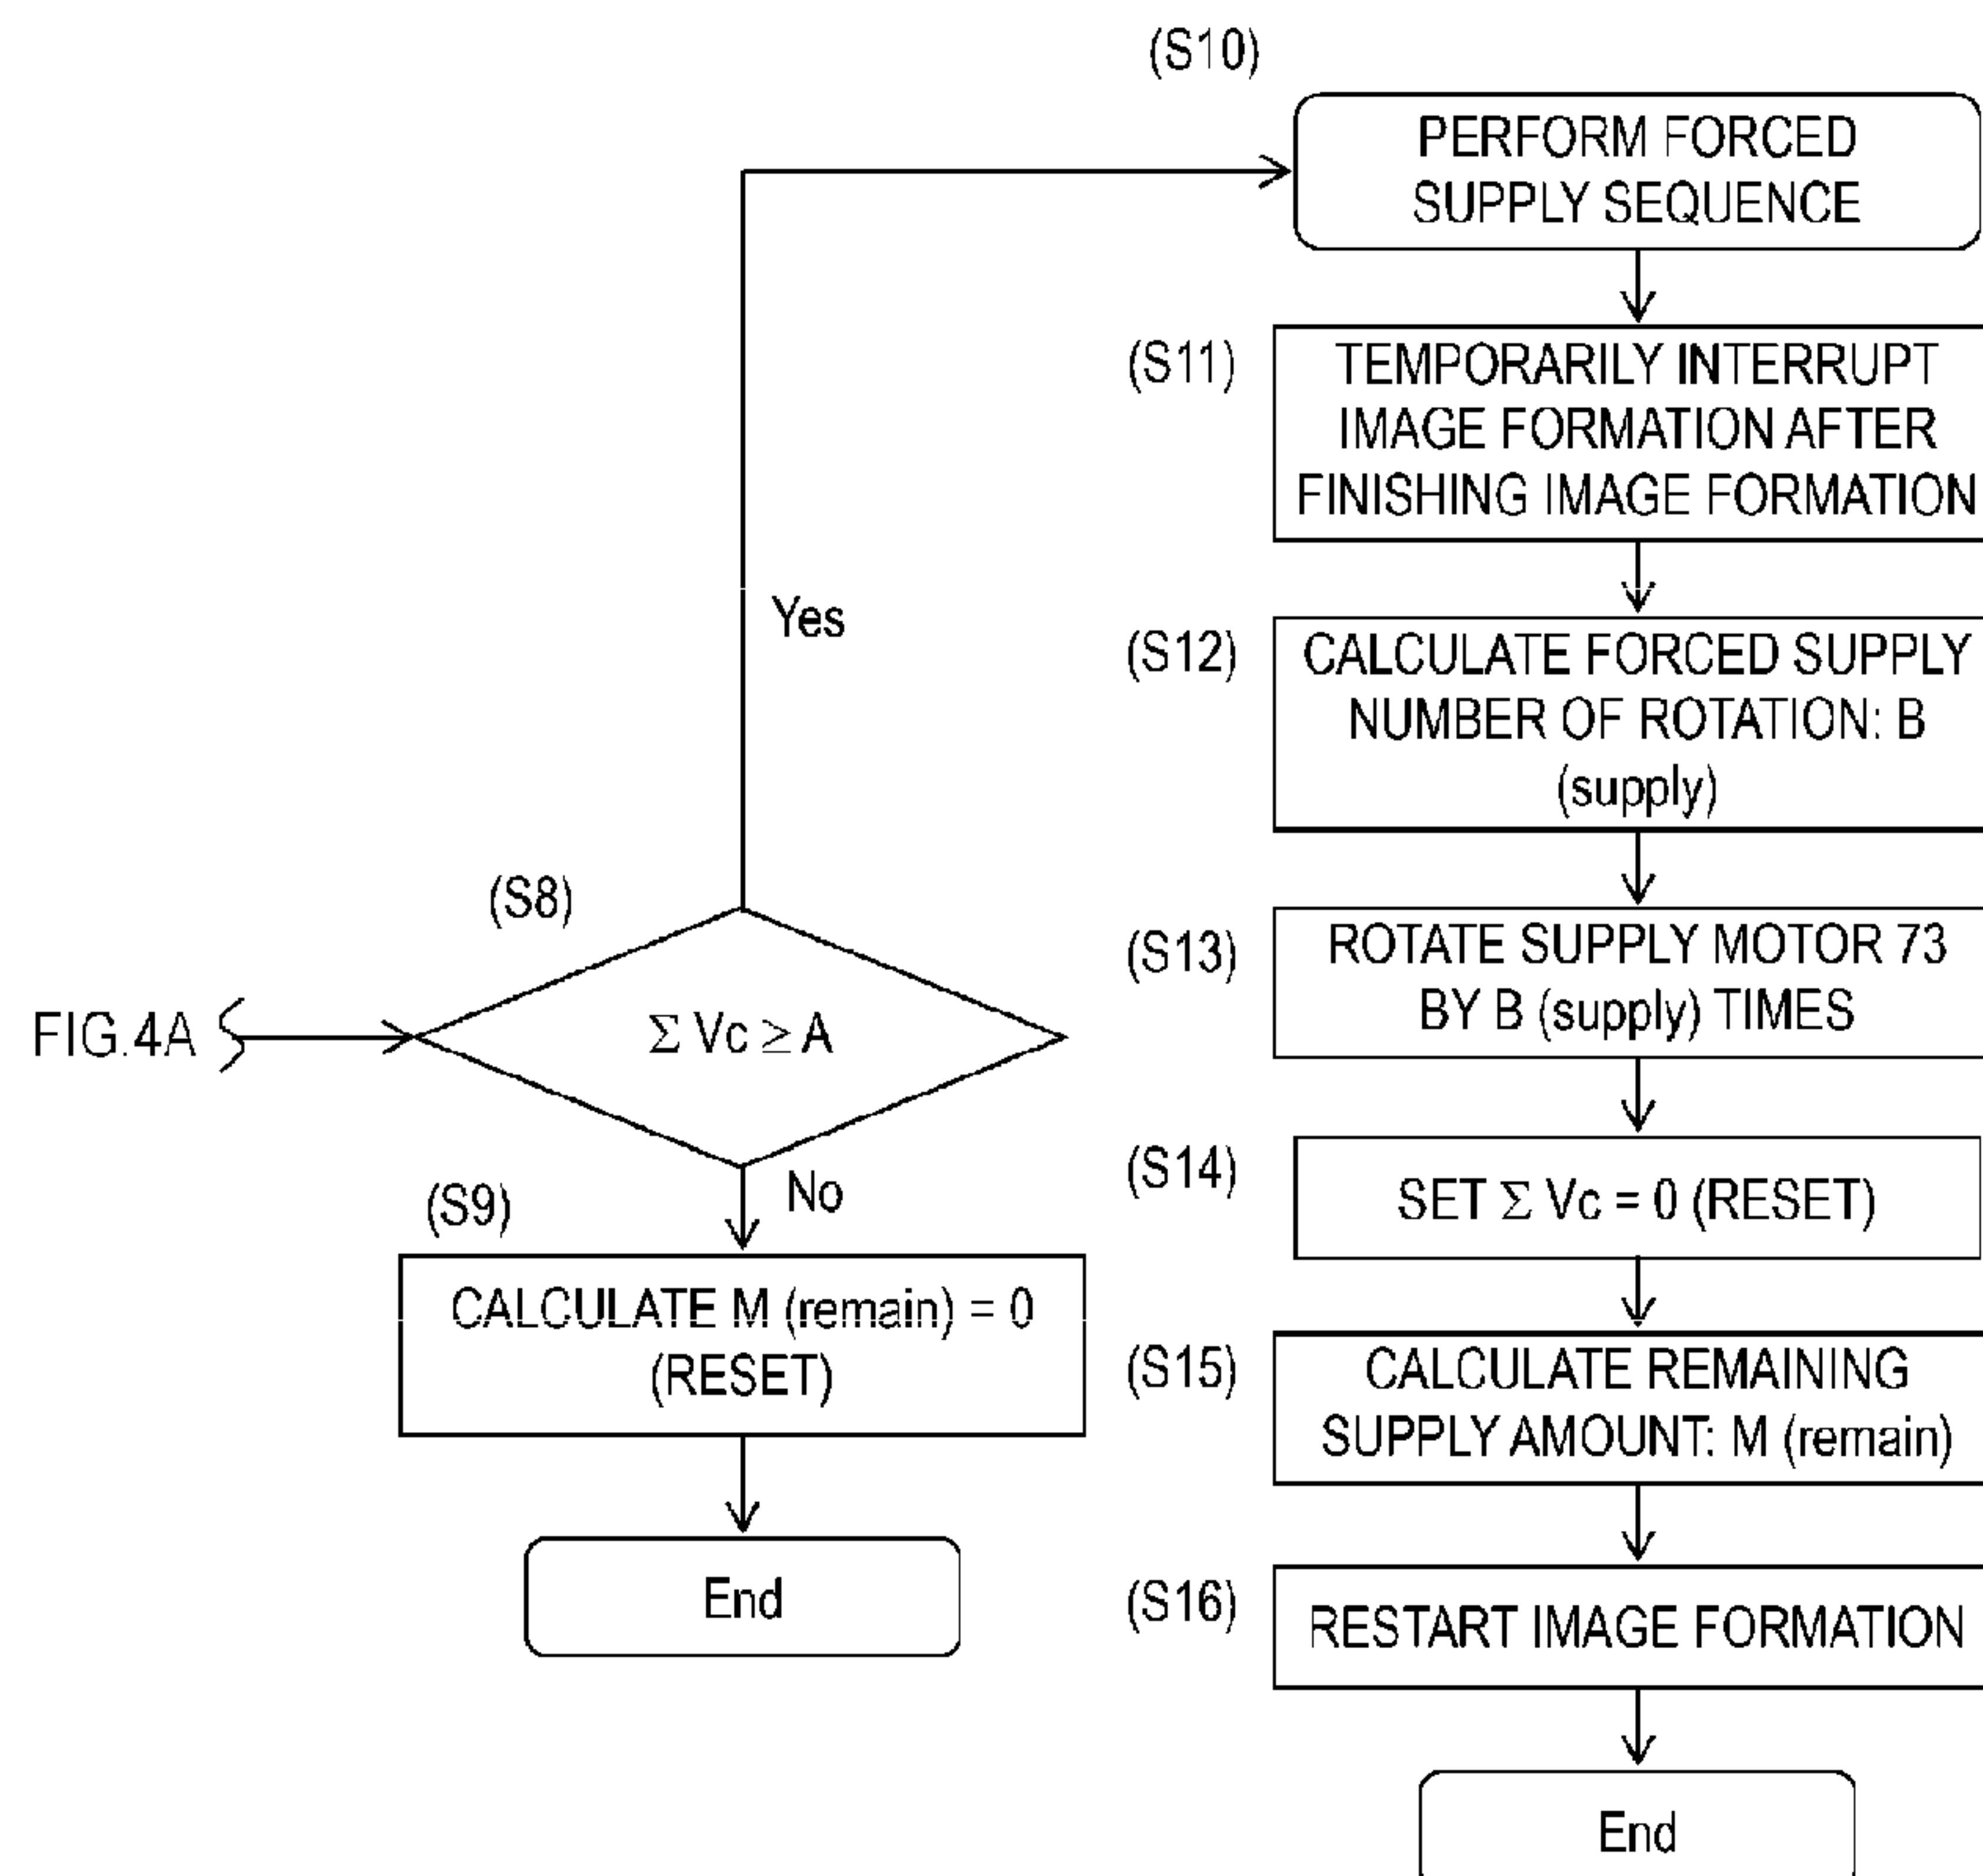 (S10)
PERFORM FORCED
SUPPLY SEQUENCE
(S11)
TEMPORARILY INTERRUPT
IMAGE FORMATION AFTER
FINISHING IMAGE FORMATION
Yes
(S12)
CALCULATE FORCED SUPPLY
NUMBER OF ROTATION: B
(supply)
(S8)
FIG.4A
Σ Vc ≥ A
(S13)
ROTATE SUPPLY MOTOR 73
BY B (supply) TIMES
No
(S14)
SET Σ Vc = 0 (RESET)
(S9)
CALCULATE M (remain) = 0
(RESET)
(S15)
CALCULATE REMAINING
SUPPLY AMOUNT: M (remain)
End
(S16)
RESTART IMAGE FORMATION
End